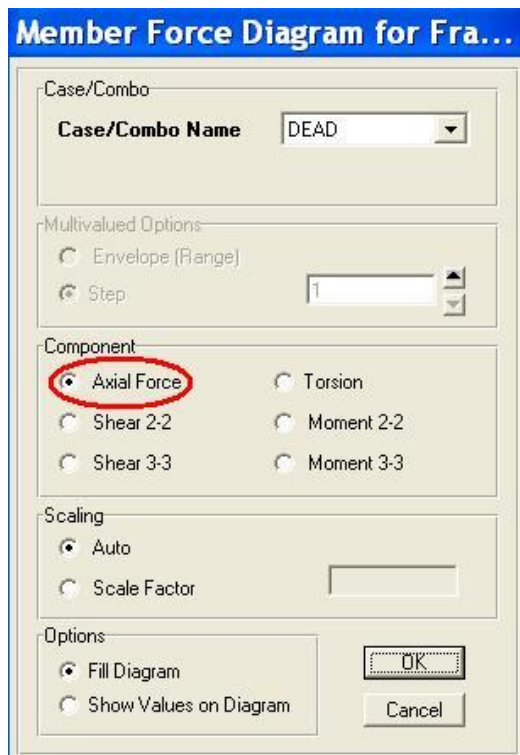 Member Force Diagram for Fra...
Case/Combo
Case/Combo Name DEAD
Multivalued Options
Envelope (Range)
Step 1
Component
Axial Force Torsion
Shear 2-2 Moment 2-2
Shear 3-3 Moment 3-3
Scaling
Auto
Scale Factor
Options
Fill Diagram OK
Show Values on Diagram Cancel